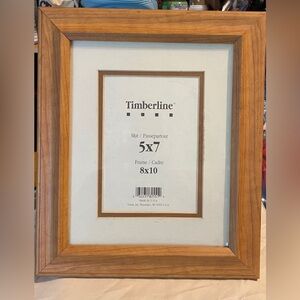 Timberline
Mat / Passepartout
5x7
Frame / Cadre
8x10